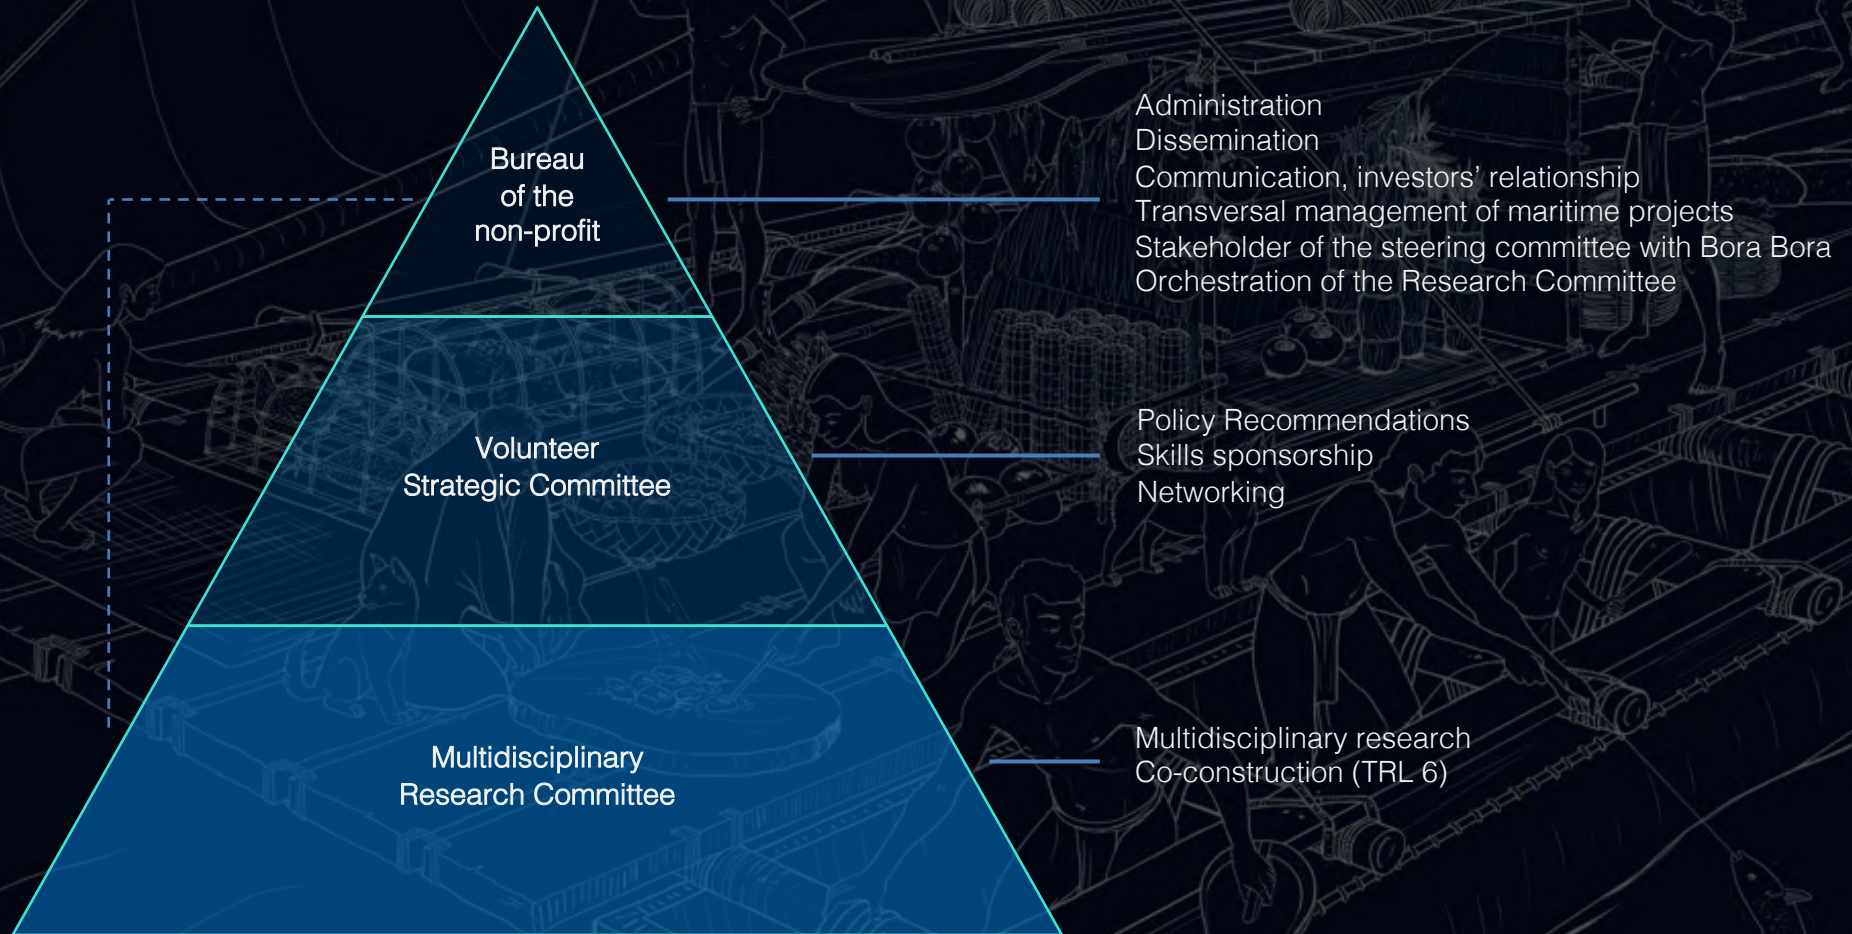 Bureau
of the
non-profit
Administration
Dissemination
Communication, investors’ relationship
Transversal management of maritime projects
Stakeholder of the steering committee with Bora Bora
Orchestration of the Research Committee
Volunteer
Strategic Committee
Policy Recommendations
Skills sponsorship
Networking
Multidisciplinary
Research Committee
Multidisciplinary research
Co-construction (TRL 6)